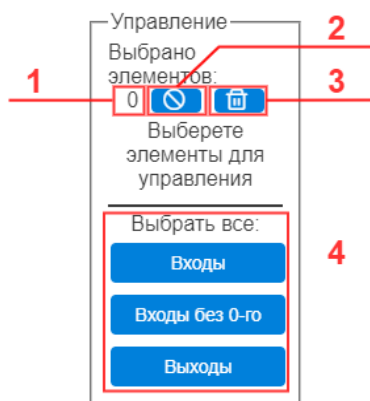 Управление
2
Выбрано
элементов:
1
0
3
Выберете
элементы для
управления
Выбрать все:
Входы
4
Входы без 0-го
Выходы